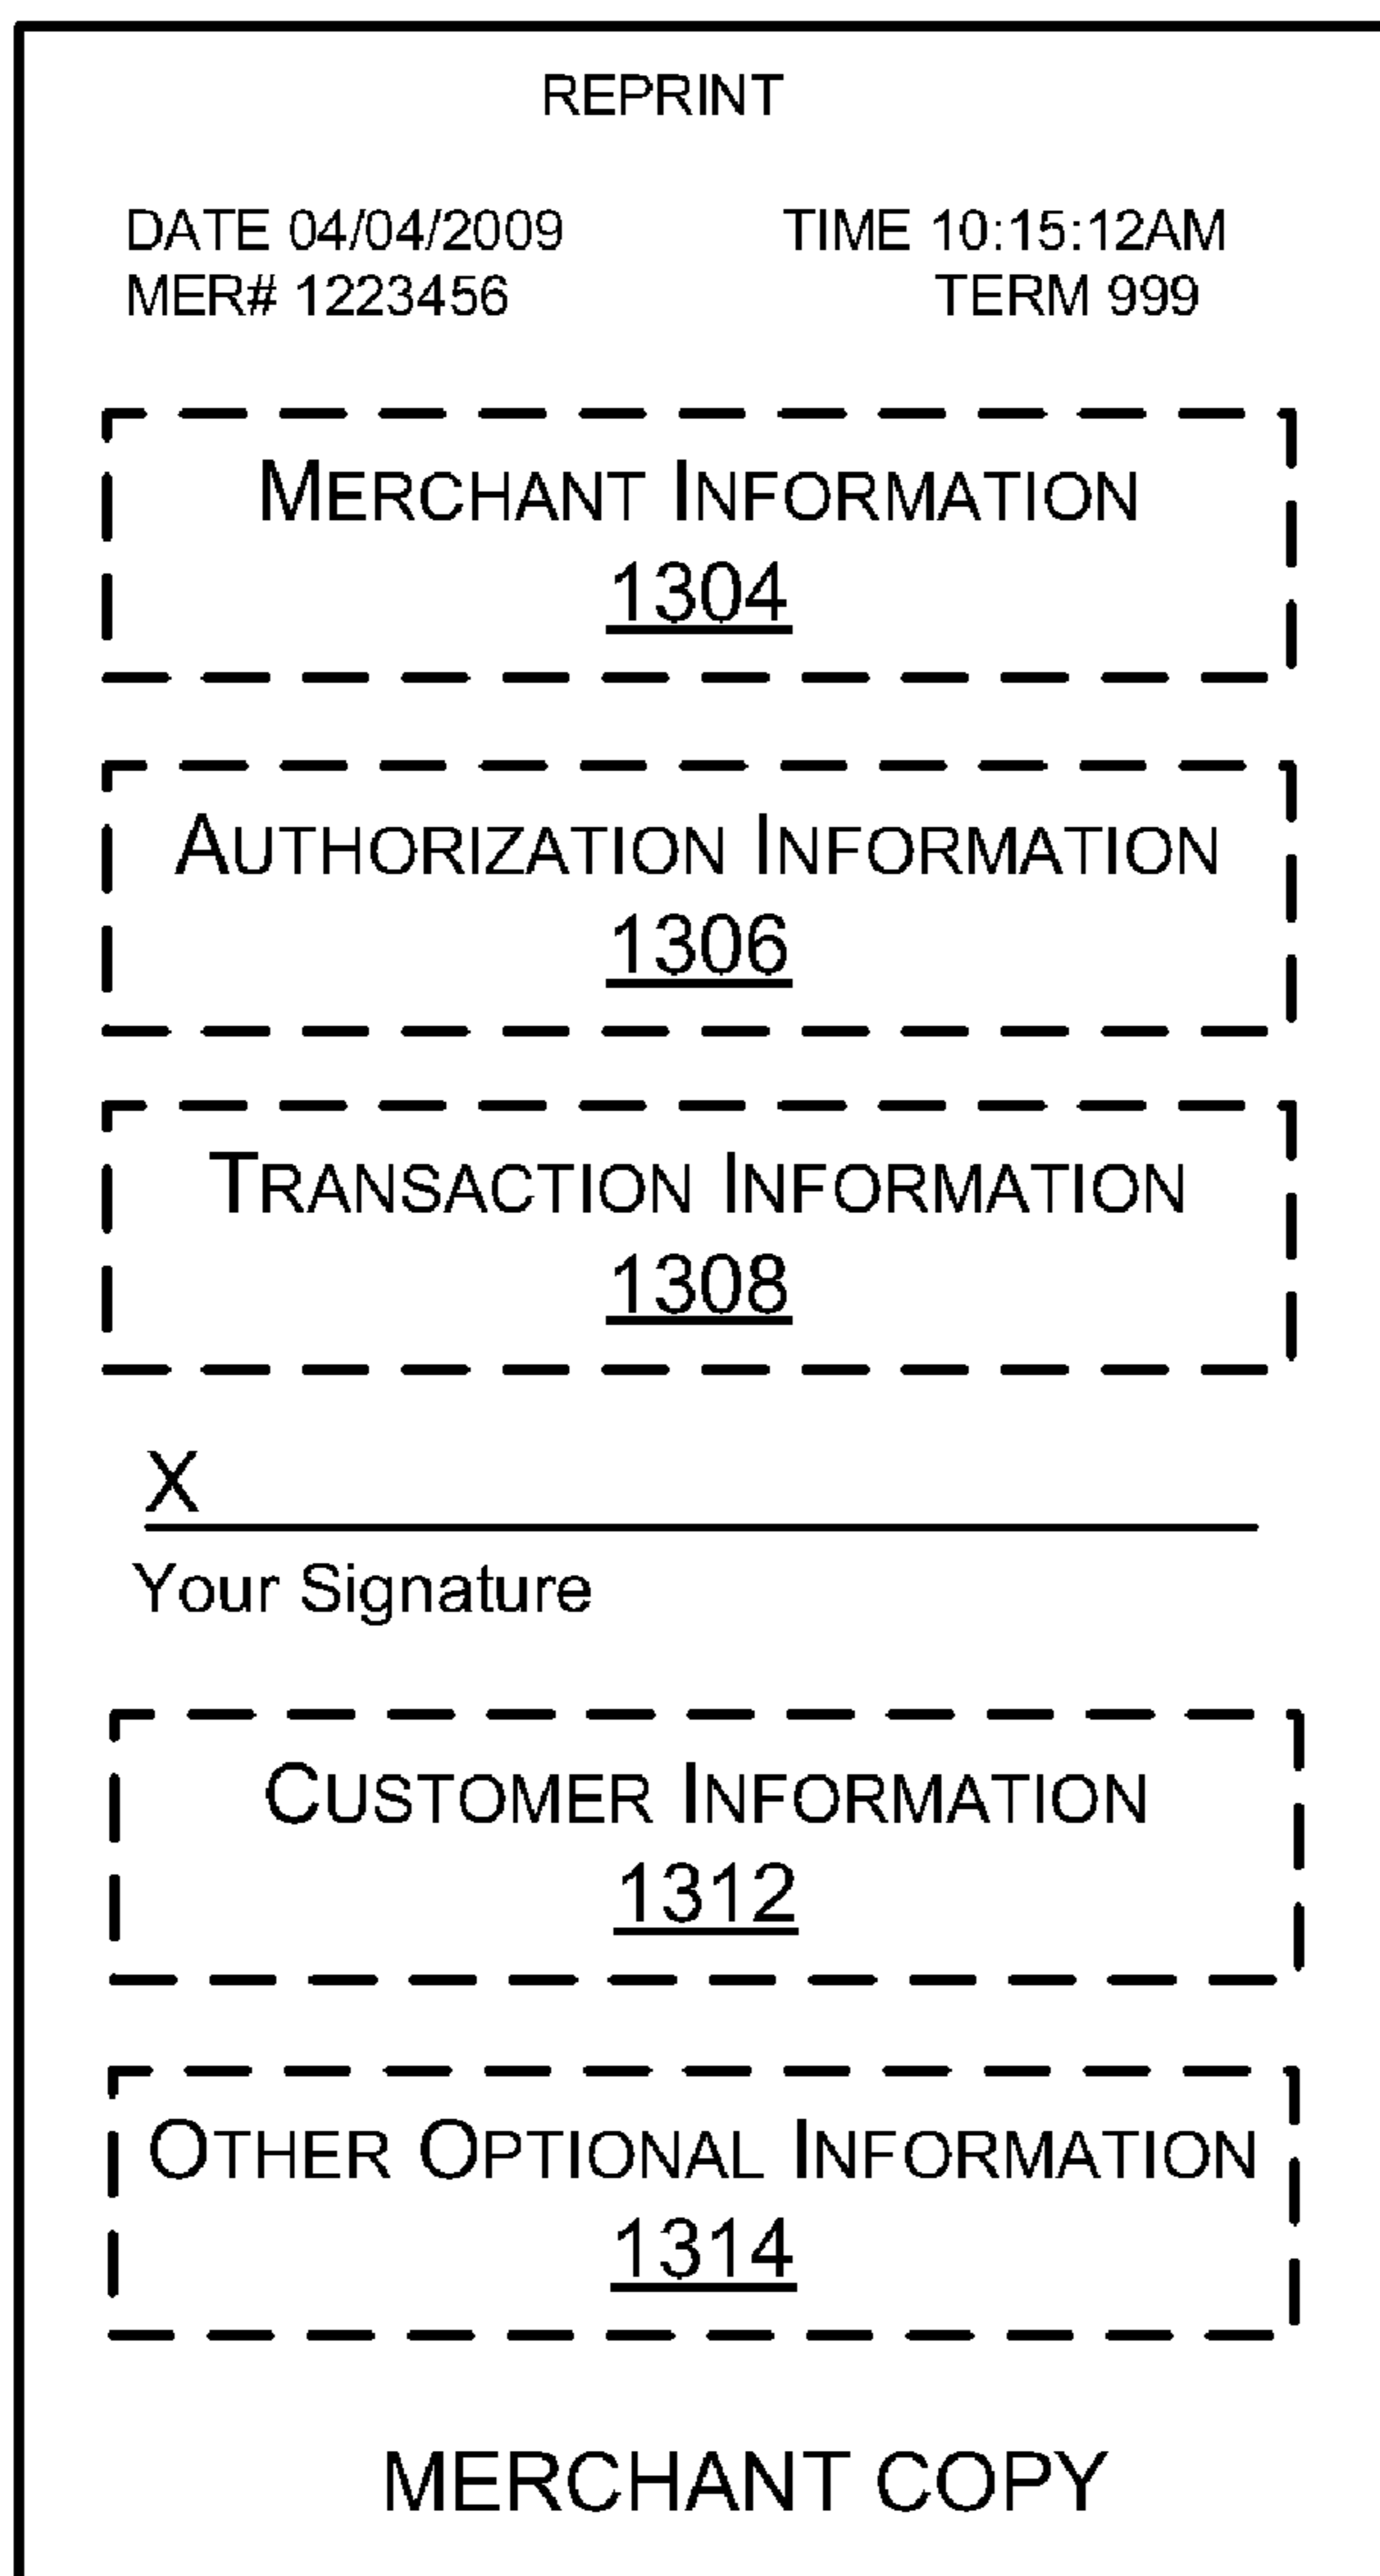 REPRINT
DATE 04/04/2009 TIME 10:15:12AM
MER# 1223456 TERM 999
MERCHANT INFORMATION
1304
AUTHORIZATION INFORMATION
1306
TRANSACTION INFORMATION
1308
X
Your Signature
CUSTOMER INFORMATION
1312
OTHER OPTIONAL INFORMATION
1314
MERCHANT COPY